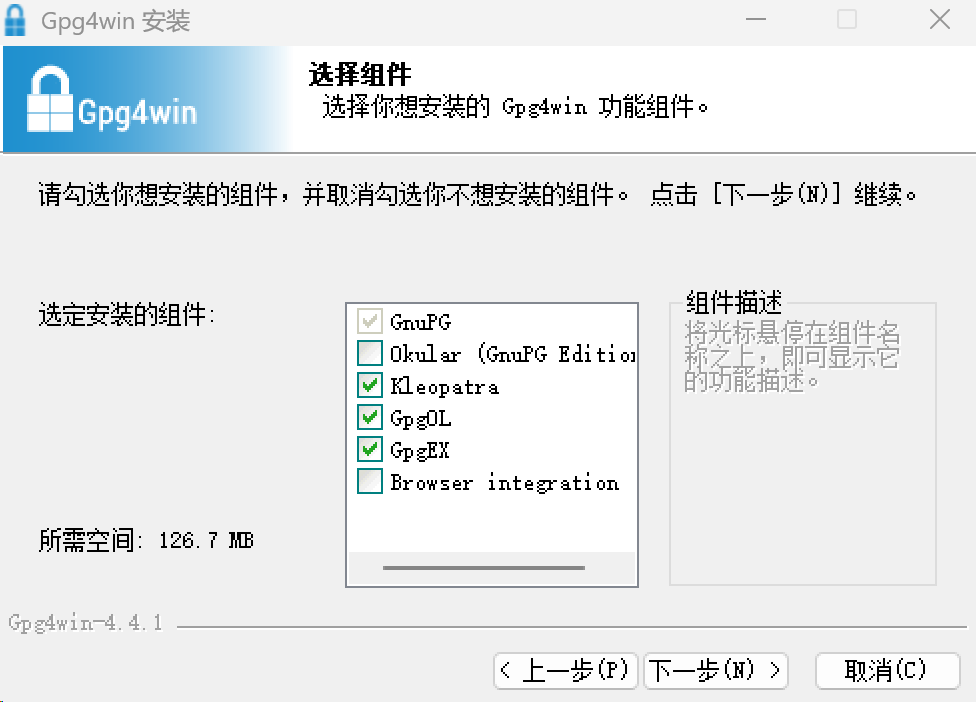 Gpg4win 安装
Gpg4win
选择组件
选择你想安装的 Gpg4win 功能组件。
请勾选你想安装的组件，并取消勾选你不想安装的组件。 点击 [下一步(N)] 继续。
选定安装的组件:
GnuPG
Okular (GnuPG Edition
Kleopatra
GpgOL
GpgEX
Browser integration
组件描述
将光标悬停在组件名
称之上，即可显示它
的功能描述。
所需空间: 126.7 MB
Gpg4win-4.4.1
< 上一步(P)
下一步(N) >
取消(C)